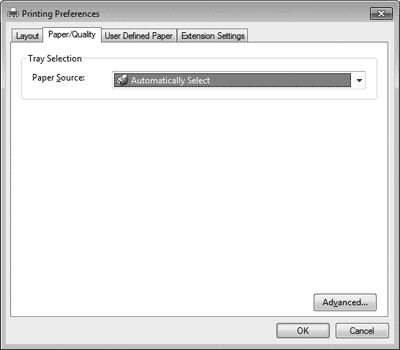 Printing Preferences
Layout Paper/Quality User Defined Paper Extension Settings
Tray Selection
Paper Source: Automatically Select
Advanced...
OK Cancel